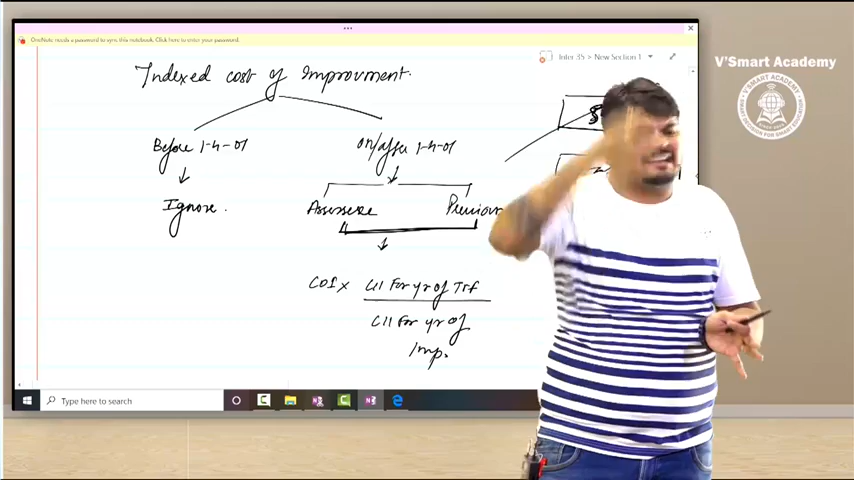 OneNote needs a password to sync this notebook. Click here to enter your password.
Inter 35 > New Section 1
V'Smart Academy
Indexed cost of Improvment.
Before 1-4-01
on/after 1-4-01
Ignore.
Assessee
Previous
COI x CII For yr of Trf
CII For yr of
Imp.
Type here to search